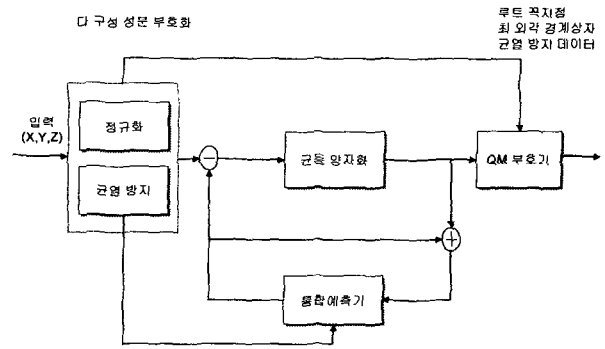 다 구성 성분 부호화
루트 꼭지점
최 외각 경계상자
균열 방지 데이터
입력
(X,Y,Z)
정규화
균열 방지
균등 양자화
QM 부호기
통합예측기